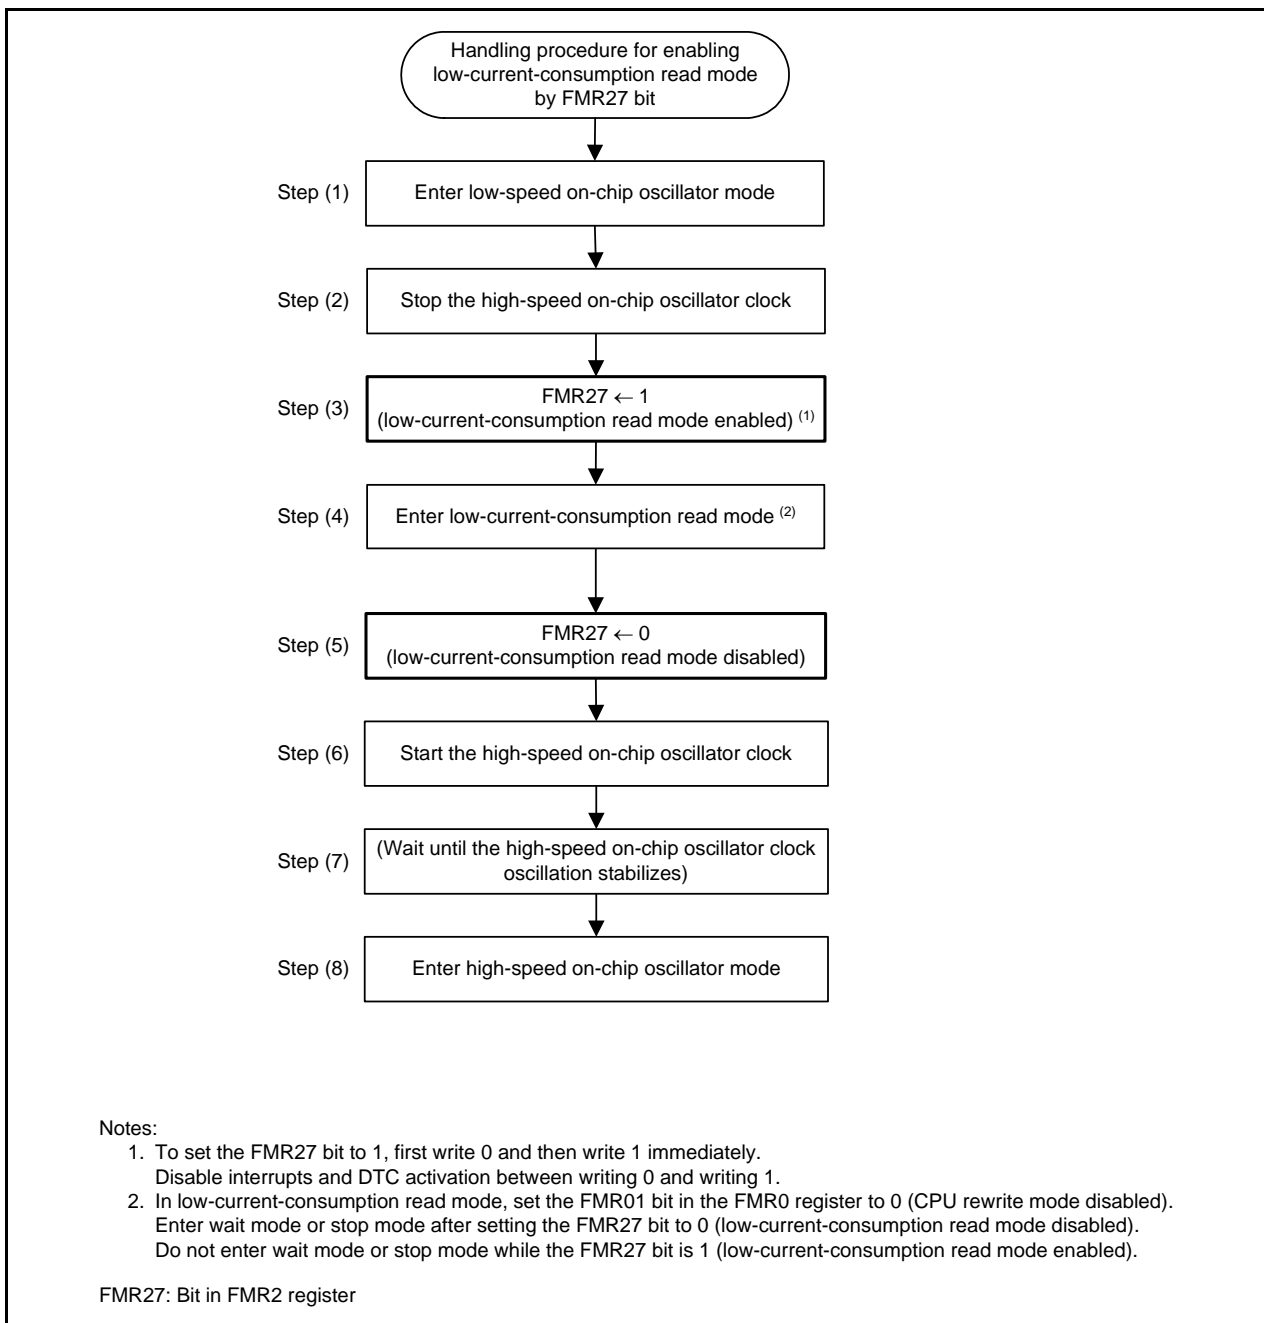 Handling procedure for enabling
low-current-consumption read mode
by FMR27 bit
Step (1)
Enter low-speed on-chip oscillator mode
Step (2)
Stop the high-speed on-chip oscillator clock
Step (3)
FMR27 ← 1
(low-current-consumption read mode enabled) (1)
Step (4)
Enter low-current-consumption read mode (2)
Step (5)
FMR27 ← 0
(low-current-consumption read mode disabled)
Step (6)
Start the high-speed on-chip oscillator clock
Step (7)
(Wait until the high-speed on-chip oscillator clock
oscillation stabilizes)
Step (8)
Enter high-speed on-chip oscillator mode
Notes:
1. To set the FMR27 bit to 1, first write 0 and then write 1 immediately.
Disable interrupts and DTC activation between writing 0 and writing 1.
2. In low-current-consumption read mode, set the FMR01 bit in the FMR0 register to 0 (CPU rewrite mode disabled).
Enter wait mode or stop mode after setting the FMR27 bit to 0 (low-current-consumption read mode disabled).
Do not enter wait mode or stop mode while the FMR27 bit is 1 (low-current-consumption read mode enabled).
FMR27: Bit in FMR2 register